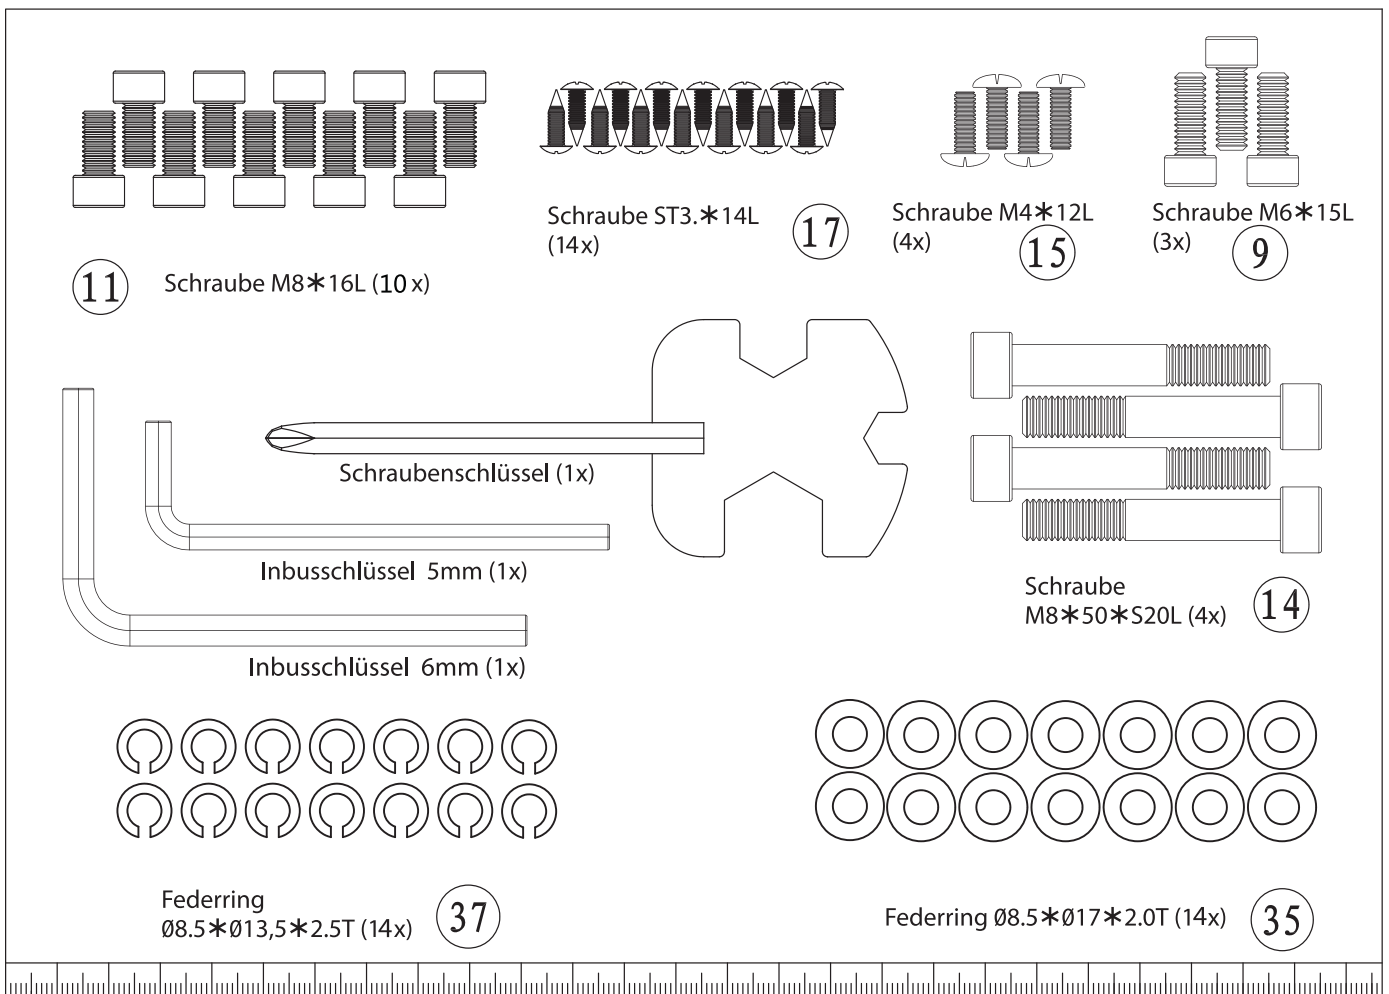 Schraube ST3.*14L
(14x)
17
Schraube M4*12L
(4x)
15
Schraube M6*15L
(3x)
9
11
Schraube M8*16L (10x)
Schraubenschlüssel (1x)
Inbusschlüssel 5mm (1x)
Inbusschlüssel 6mm (1x)
Schraube
M8*50*S20L (4x)
14
Federring
Ø8.5*Ø13,5*2.5T (14x)
37
Federring Ø8.5*Ø17*2.0T (14x)
35